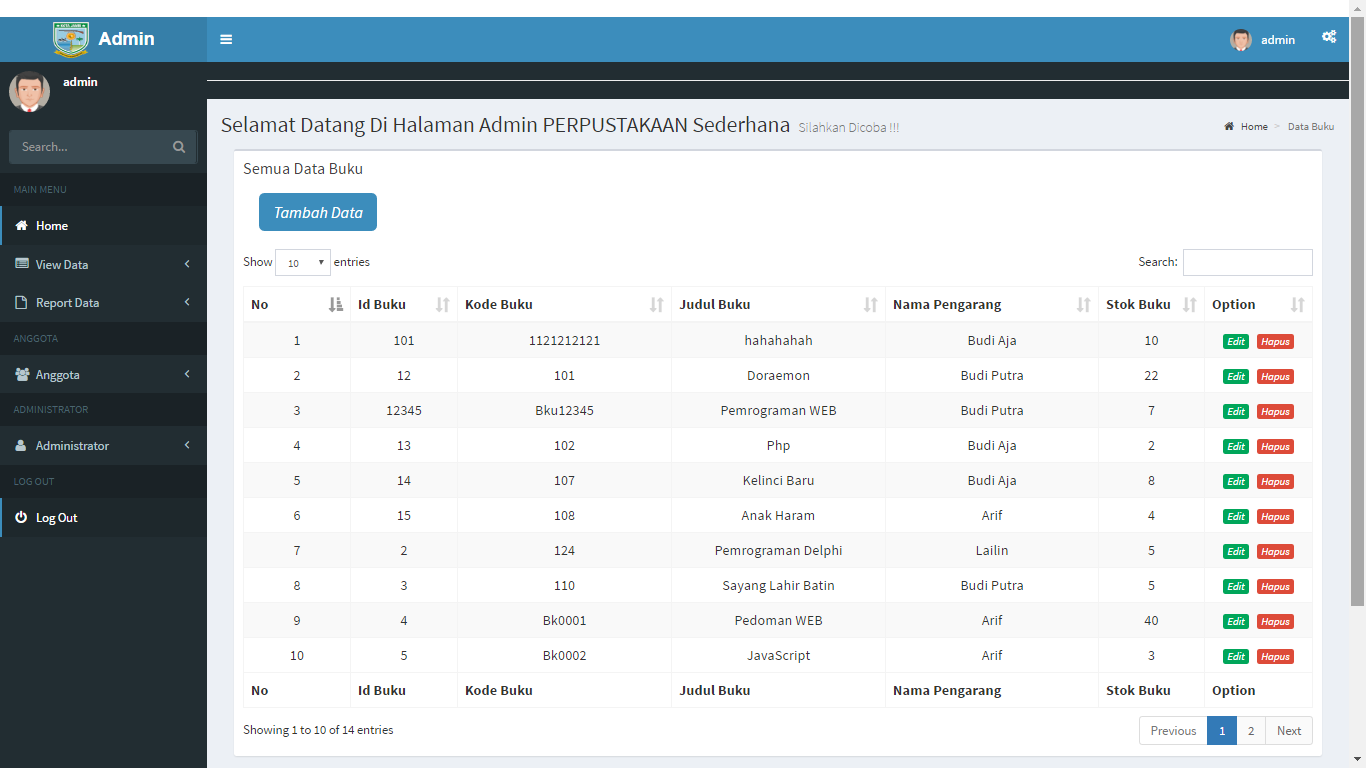 Admin
admin
admin
Search...
MAIN MENU
Home
View Data
Report Data
ANGGOTA
Anggota
ADMINISTRATOR
Administrator
LOG OUT
Log Out
Selamat Datang Di Halaman Admin PERPUSTAKAAN Sederhana Silahkan Dicoba !!!
Home > Data Buku
Semua Data Buku
Tambah Data
Show 10 entries
Search:
No Id Buku Kode Buku Judul Buku Nama Pengarang Stok Buku Option
1 101 1121212121 hahahahah Budi Aja 10 Edit Hapus
2 12 101 Doraemon Budi Putra 22 Edit Hapus
3 12345 Bku12345 Pemrograman WEB Budi Putra 7 Edit Hapus
4 13 102 Php Budi Aja 2 Edit Hapus
5 14 107 Kelinci Baru Budi Aja 8 Edit Hapus
6 15 108 Anak Haram Arif 4 Edit Hapus
7 2 124 Pemrograman Delphi Lailin 5 Edit Hapus
8 3 110 Sayang Lahir Batin Budi Putra 5 Edit Hapus
9 4 Bk0001 Pedoman WEB Arif 40 Edit Hapus
10 5 Bk0002 JavaScript Arif 3 Edit Hapus
No Id Buku Kode Buku Judul Buku Nama Pengarang Stok Buku Option
Showing 1 to 10 of 14 entries
Previous 1 2 Next